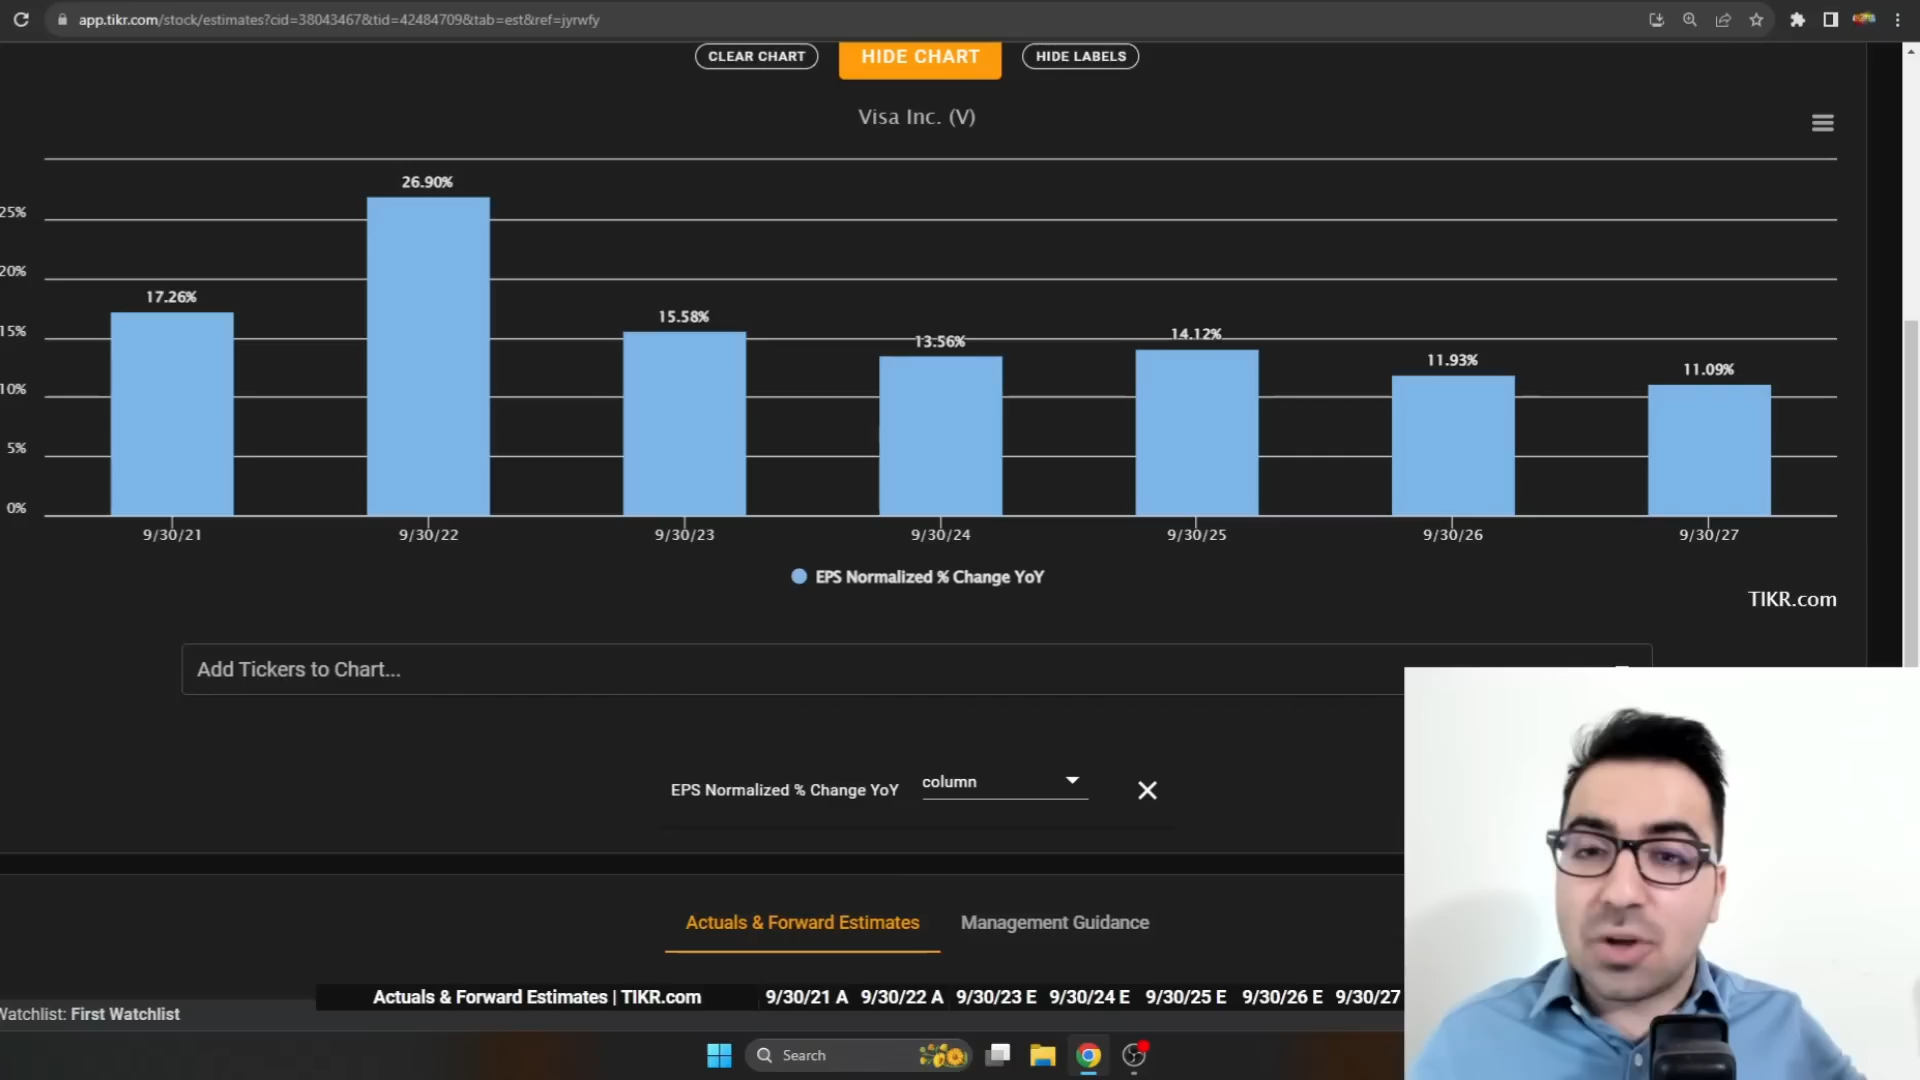 app.tikr.com/stock/estimates?cid=38043467&tid=42484709&tab=est&ref=jyrwfy
CLEAR CHART
HIDE CHART
HIDE LABELS
Visa Inc. (V)
25%
20%
15%
10%
5%
0%
17.26%
26.90%
15.58%
13.56%
14.12%
11.93%
11.09%
9/30/21
9/30/22
9/30/23
9/30/24
9/30/25
9/30/26
9/30/27
EPS Normalized % Change YoY
TIKR.com
Add Tickers to Chart...
EPS Normalized % Change YoY
column
Actuals & Forward Estimates
Management Guidance
Actuals & Forward Estimates | TIKR.com 9/30/21 A 9/30/22 A 9/30/23 E 9/30/24 E 9/30/25 E 9/30/26 E 9/30/27
Watchlist: First Watchlist
Search